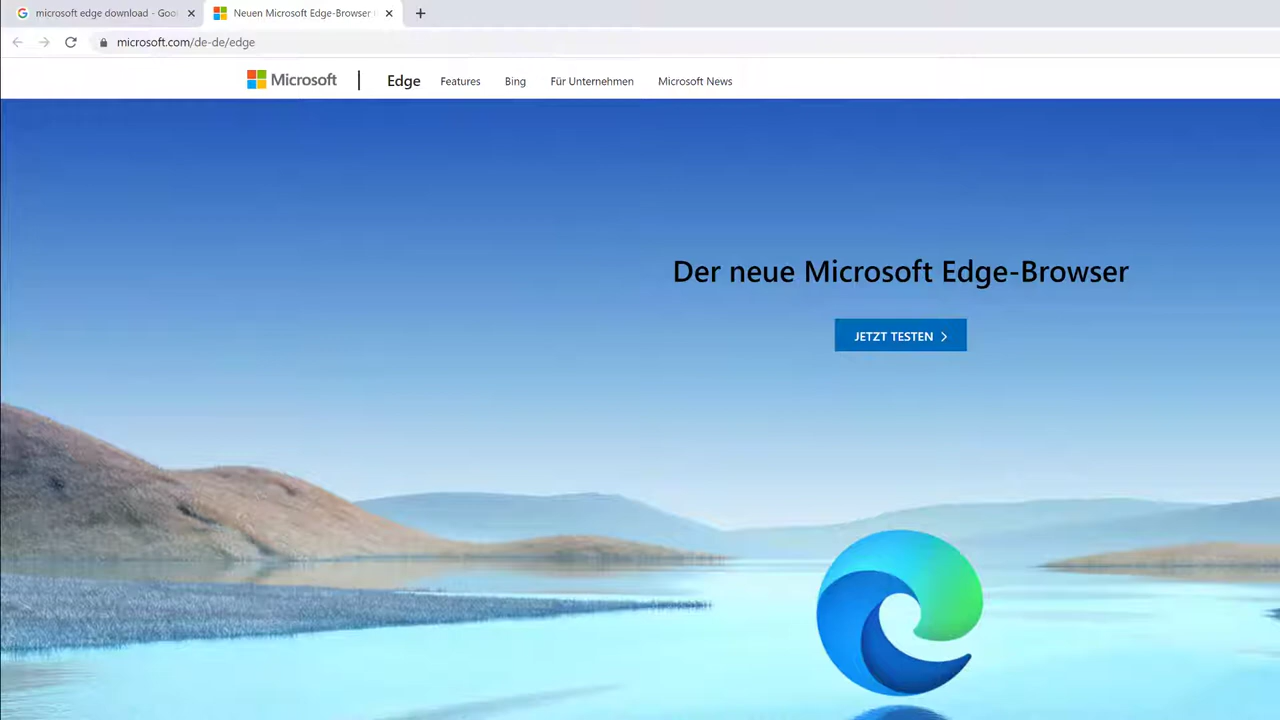 microsoft edge download - Goo
Neuen Microsoft Edge-Browser
microsoft.com/de-de/edge
Microsoft
Edge
Features
Bing
Für Unternehmen
Microsoft News
Der neue Microsoft Edge-Browser
JETZT TESTEN